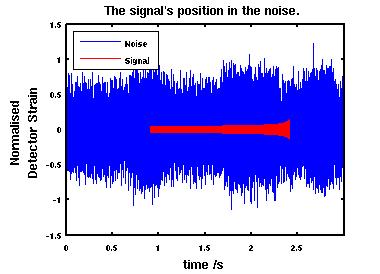 The signal's position in the noise.
1.5
Noise
Signal
1
0.5
0
-0.5
-1
-1.5
Normalised
Detector Strain
0 0.5 1 1.5 2 2.5
time /s